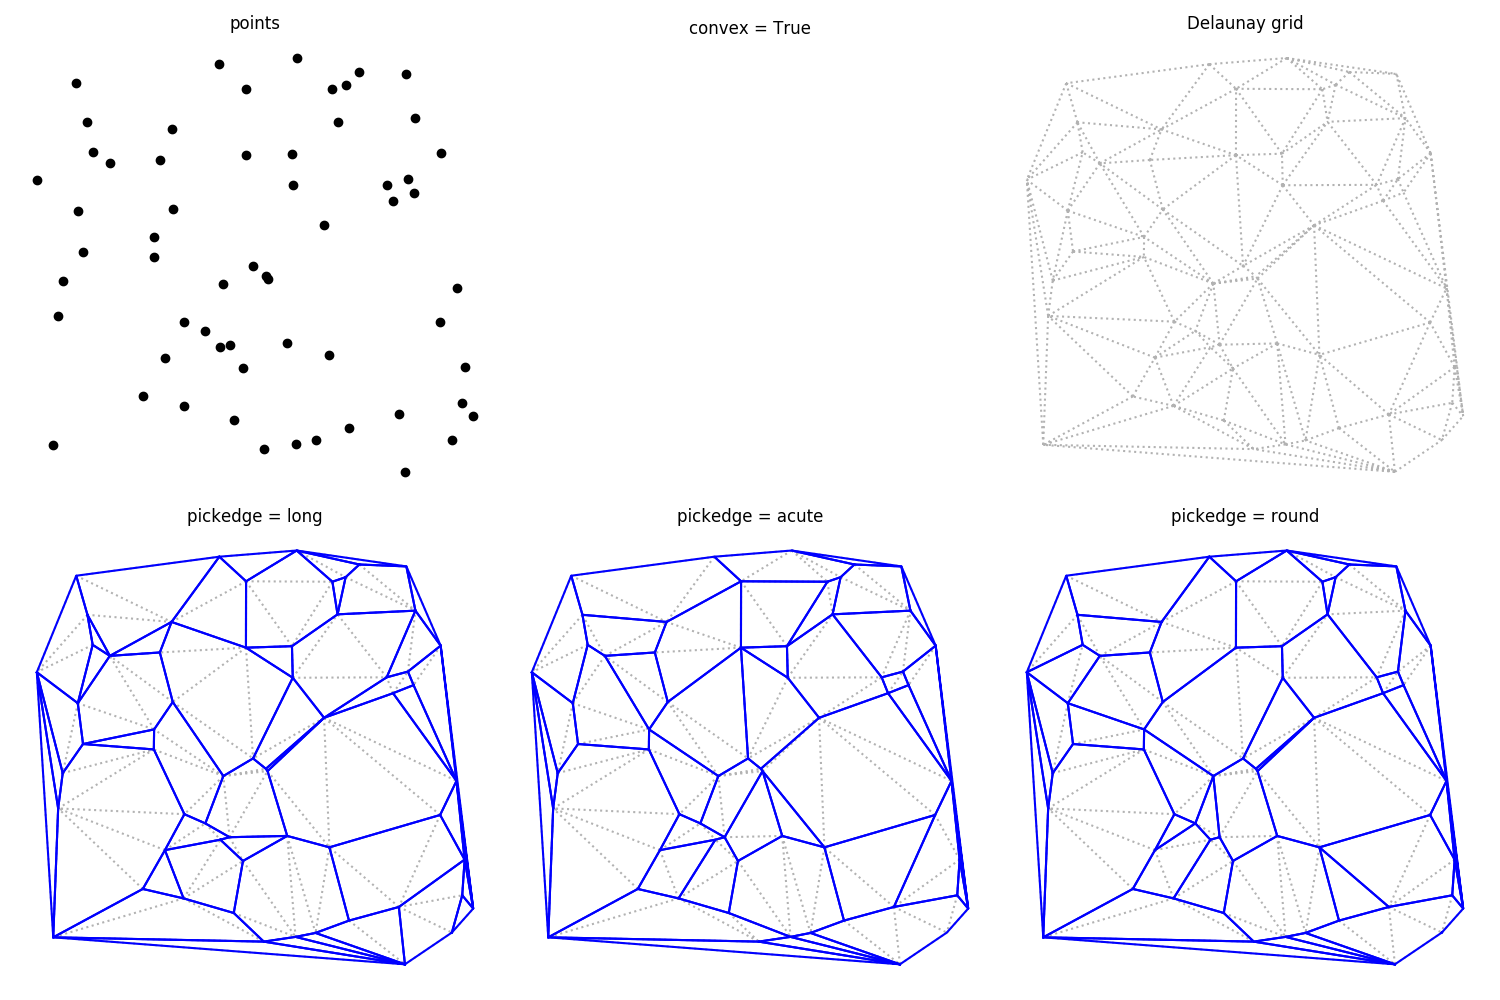 points
convex = True
Delaunay grid
pickedge = long
pickedge = acute
pickedge = round